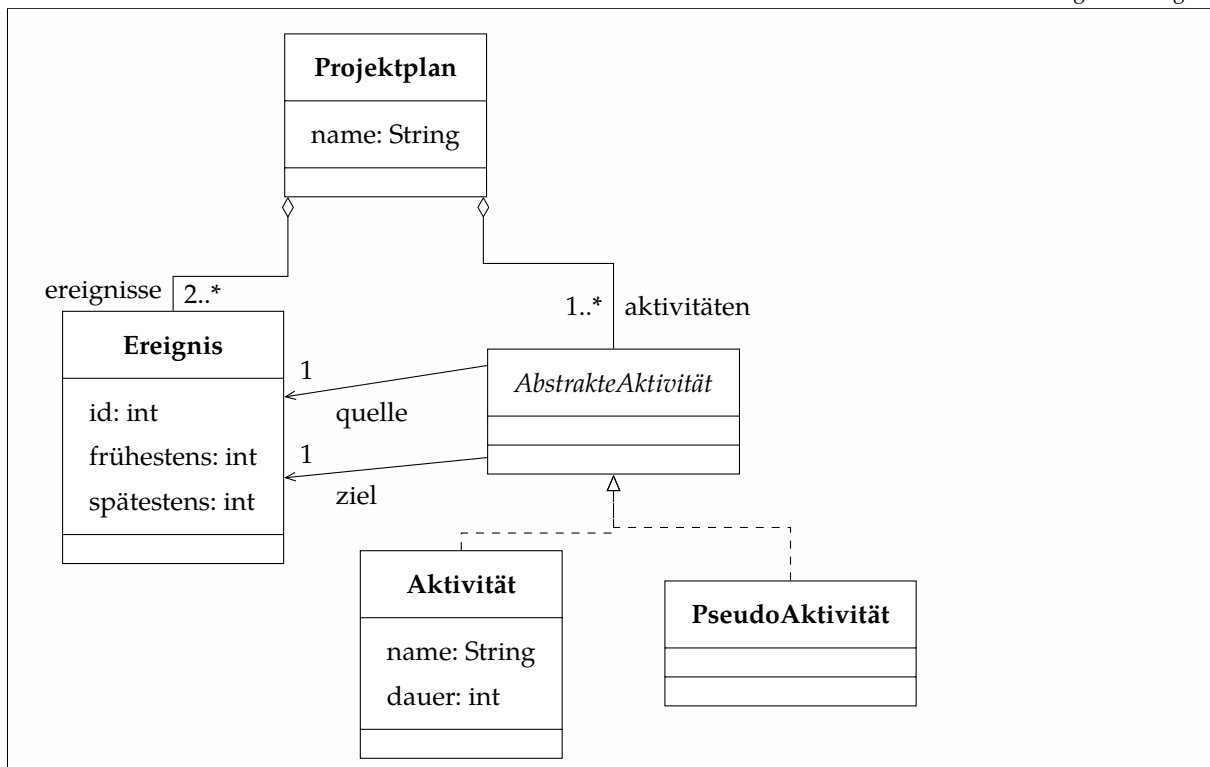 Projektplan
name: String
ereignisse
2..*
1..*
aktivitäten
Ereignis
id: int
frühestens: int
spätestens: int
1
quelle
1
ziel
AbstrakteAktivität
Aktivität
name: String
dauer: int
PseudoAktivität